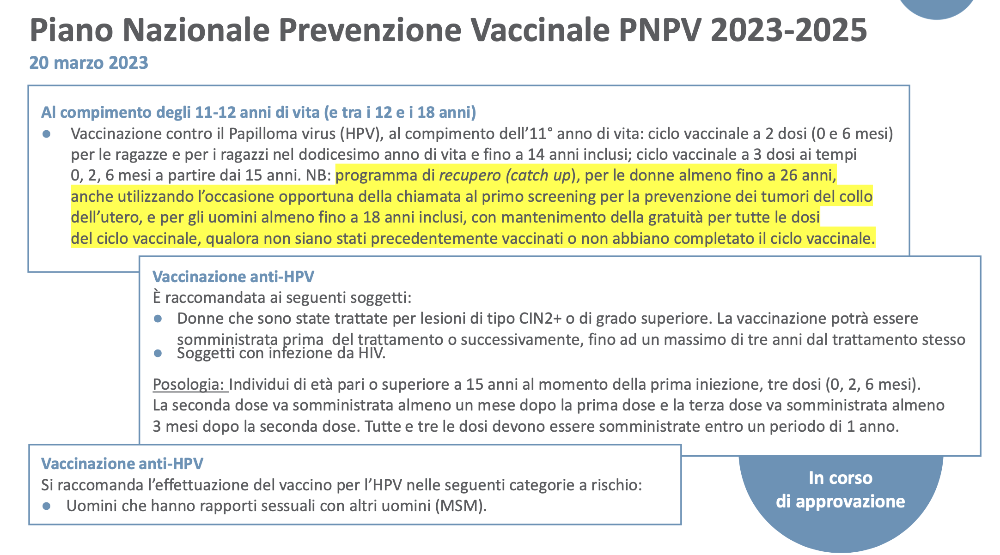 Piano Nazionale Prevenzione Vaccinale PNPV 2023-2025
20 marzo 2023
Al compimento degli 11-12 anni di vita (e tra i 12 e i 18 anni)
● Vaccinazione contro il Papilloma virus (HPV), al compimento dell’11° anno di vita: ciclo vaccinale a 2 dosi (0 e 6 mesi)
per le ragazze e per i ragazzi nel dodicesimo anno di vita e fino a 14 anni inclusi; ciclo vaccinale a 3 dosi ai tempi
0, 2, 6 mesi a partire dai 15 anni. NB: programma di recupero (catch up), per le donne almeno fino a 26 anni,
anche utilizzando l’occasione opportuna della chiamata al primo screening per la prevenzione dei tumori del collo
dell’utero, e per gli uomini almeno fino a 18 anni inclusi, con mantenimento della gratuità per tutte le dosi
del ciclo vaccinale, qualora non siano stati precedentemente vaccinati o non abbiano completato il ciclo vaccinale.
Vaccinazione anti-HPV
È raccomandata ai seguenti soggetti:
● Donne che sono state trattate per lesioni di tipo CIN2+ o di grado superiore. La vaccinazione potrà essere
somministrata prima  del trattamento o successivamente, fino ad un massimo di tre anni dal trattamento stesso
● Soggetti con infezione da HIV.
Posologia: Individui di età pari o superiore a 15 anni al momento della prima iniezione, tre dosi (0, 2, 6 mesi).
La seconda dose va somministrata almeno un mese dopo la prima dose e la terza dose va somministrata almeno
3 mesi dopo la seconda dose. Tutte e tre le dosi devono essere somministrate entro un periodo di 1 anno.
Vaccinazione anti-HPV
Si raccomanda l’effettuazione del vaccino per l’HPV nelle seguenti categorie a rischio:
● Uomini che hanno rapporti sessuali con altri uomini (MSM).
In corso
di approvazione